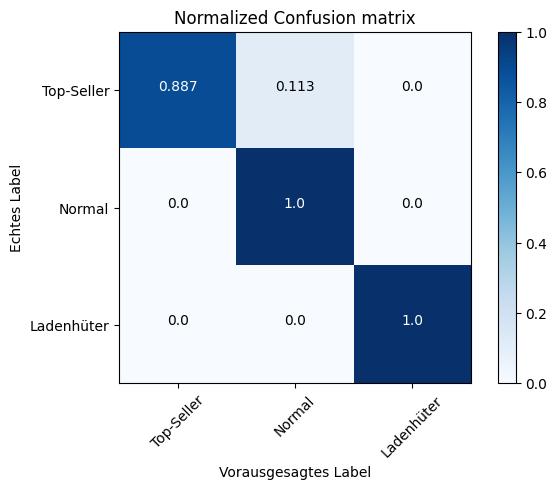 Normalized Confusion matrix
Echtes Label
Top-Seller
0.887
0.113
0.0
Normal
0.0
1.0
0.0
Ladenhüter
0.0
0.0
1.0
Top-Seller
Normal
Ladenhüter
Vorausgesagtes Label
1.0
0.8
0.6
0.4
0.2
0.0